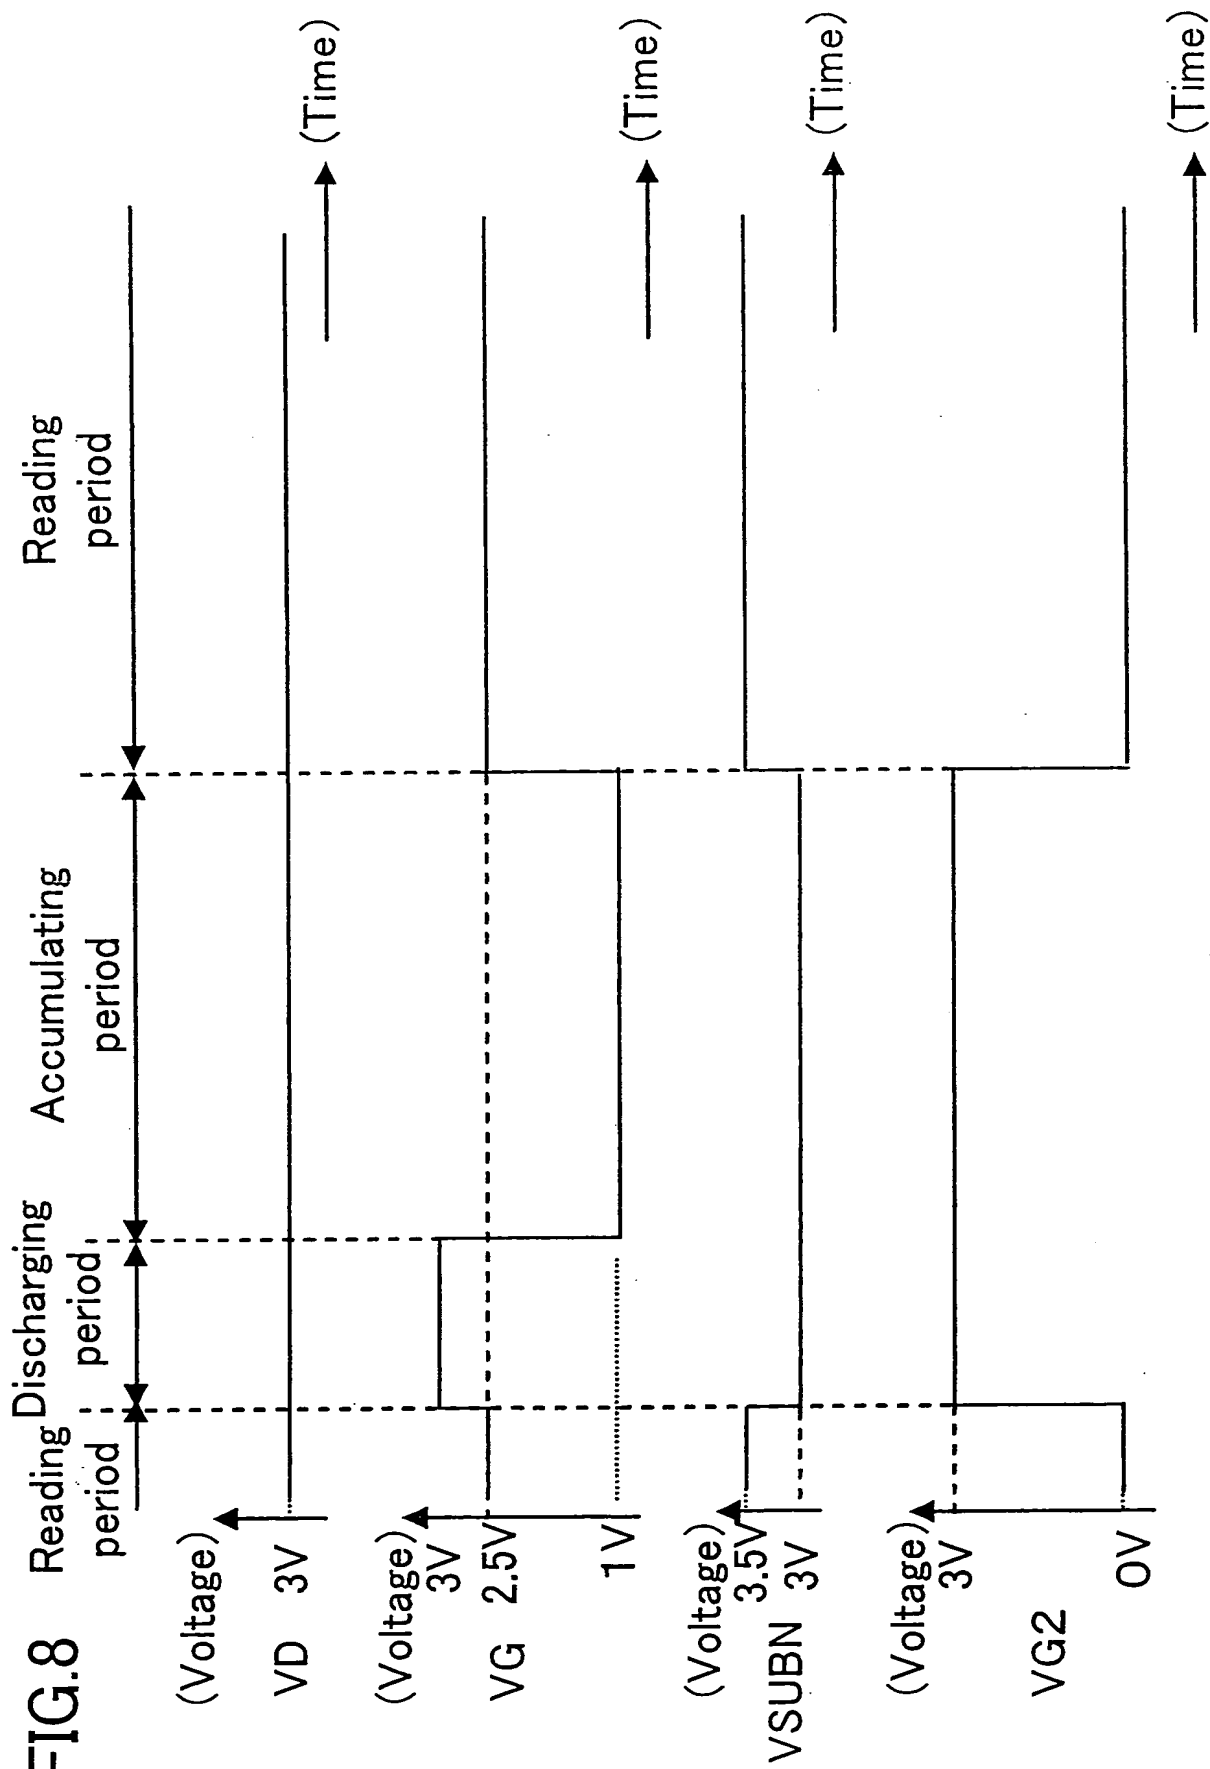 FIG.8
Reading period
Discharging period
Accumulating period
Reading period
(Voltage)
VD 3V
(Time)
(Voltage)
3V
VG 2.5V
1V
(Time)
(Voltage)
3.5V
VSUBN 3V
(Time)
(Voltage)
3V
VG2
0V
(Time)